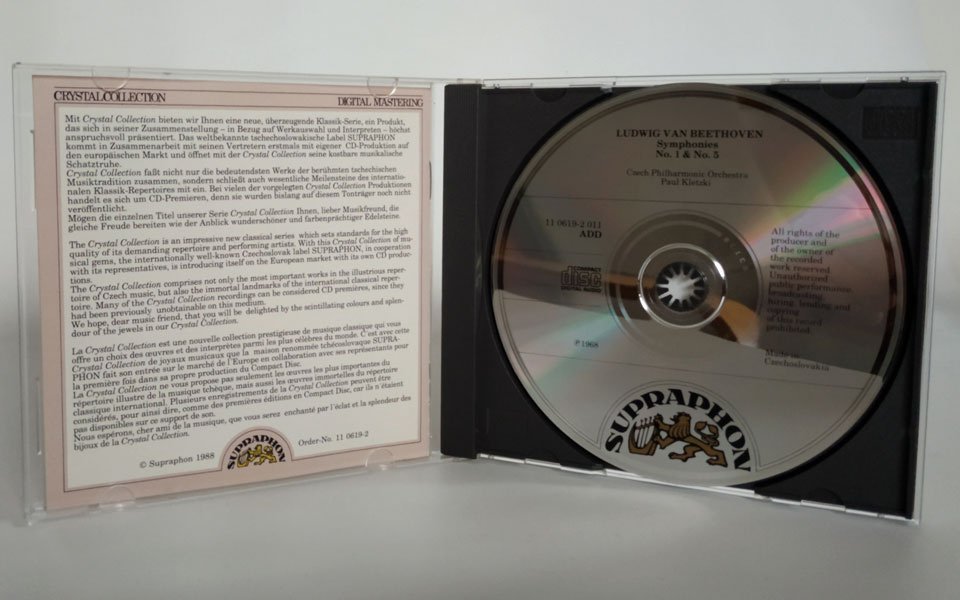 CRYSTALCOLLECTION
DIGITAL MASTERING
Mit Crystal Collection bieten wir Ihnen eine neue, überzeugende Klassik-Serie, ein Produkt,
das sich in seiner Zusammenstellung – in Bezug auf Werkauswahl und Interpreten – höchst
anspruchsvoll präsentiert. Das weltbekannte tschechoslowakische Label SUPRAPHON
kommt in Zusammenarbeit mit seinen Vertretern erstmals mit eigener CD-Produktion auf
den europäischen Markt und öffnet mit der Crystal Collection seine kostbare musikalische
Schatztruhe.
Crystal Collection faßt nicht nur die bedeutendsten Werke der berühmten tschechischen
Musiktradition zusammen, sondern schließt auch wesentliche Meilensteine des internatio-
nalen Klassik-Repertoires mit ein. Bei vielen der vorgelegten Crystal Collection Produktionen
handelt es sich um CD-Premieren, denn sie wurden bislang auf diesem Tonträger noch nicht
veröffentlicht.
Mögen die einzelnen Titel unserer Serie Crystal Collection Ihnen, lieber Musikfreund, die
gleiche Freude bereiten wie der Anblick wunderschöner und farbenprächtiger Edelsteine.
The Crystal Collection is an impressive new classical series which sets standards for the high
quality of its demanding repertory and performing artists. With this Crystal Collection of mu-
sical gems, the internationally well-known Czechoslovak label SUPRAPHON, in cooperation
with its representatives, is introducing itself on the European market with its own CD produc-
tions.
The Crystal Collection comprises not only the most important works in the illustrious reper-
toire of Czech music, but also the immortal landmarks of the international classical reper-
toire. Many of the Crystal Collection recordings can be considered CD premières, since they
had been previously unobtainable on this medium.
We hope, dear music friend, that you will be delighted by the scintillating colours and splen-
dour of the jewels in our Crystal Collection.
La Crystal Collection est une nouvelle collection prestigieuse de musique classique qui vous
offre un choix des œuvres et des interprètes parmi les plus célèbres du monde. C'est avec cette
Crystal Collection de joyaux musicaux que la maison renommée tchécoslovaque SUPRA-
PHON fait son entrée sur le marché de l'Europe en collaboration avec ses représentants pour
la première fois dans sa propre production du Compact Disc.
La Crystal Collection ne vous propose pas seulement les œuvres les plus importantes du
répertoire illustre de la musique tchèque, mais aussi les œuvres immortelles du répertoire
classique international. Plusieurs enregistrements de la Crystal Collection peuvent être
considérés, pour ainsi dire, comme des premières éditions en Compact Disc, car ils n'étaient
pas disponibles sur ce support de son.
Nous espérons, cher ami de la musique, que vous serez enchanté par l'éclat et la splendeur des
bijoux de la Crystal Collection.
© Supraphon 1988
SUPRAPHON
Order-No. 11 0619-2
LUDWIG VAN BEETHOVEN
Symphonies
No. 1 & No. 5
Czech Philharmonic Orchestra
Paul Kletzki
11 0619-2 011
ADD
COMPACT
disc
DIGITAL AUDIO
P 1968
All rights of the
producer and
of the owner of
the recorded
work reserved
Unauthorised
public performance,
broadcasting,
hiring, lending and
copying
of this record
prohibited.
Made in
Czechoslovakia
SUPRAPHON